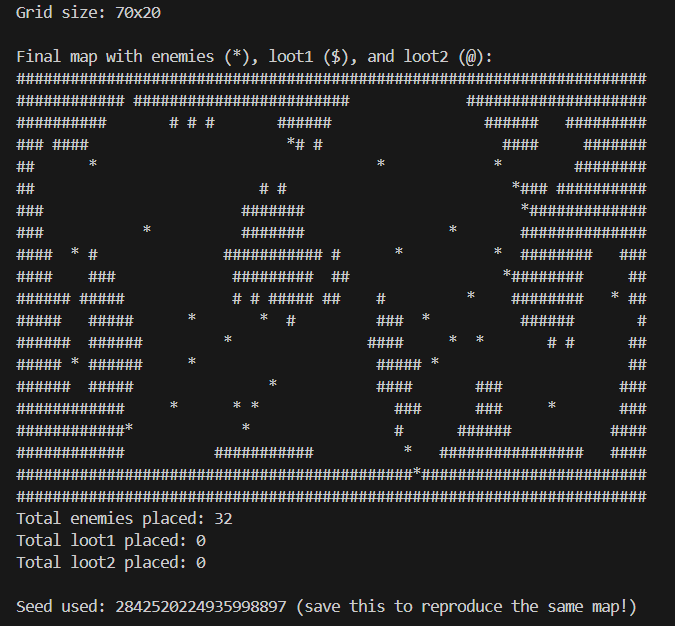 Grid size: 70x20
Final map with enemies (*), loot1 ($), and loot2 (@):
######################################################################
############ ########################             ####################
##########       # # #       ######                 ######   #########
### ####                      *# #                    ####     #######
##      *                               *            *        ########
##                         # #                         *### ##########
###                      #######                        *#############
###           *          #######                *       ##############
####  * #              ########### #      *          *  ########   ###
####    ###             #########  ##                 *########     ##
###### #####            # # ##### ##    #         *    ########   * ##
#####   #####      *       *  #         ###  *          ######       #
######  ######         *               ####     *  *       # #      ##
##### * ######     *                    ##### *                     ##
######  #####               *           ####       ###             ###
############     *      * *               ###      ###     *       ###
############*            *                #      ######           ####
############          ###########          *   ################   ####
############################################*#########################
######################################################################
Total enemies placed: 32
Total loot1 placed: 0
Total loot2 placed: 0
Seed used: 2842520224935998897 (save this to reproduce the same map!)